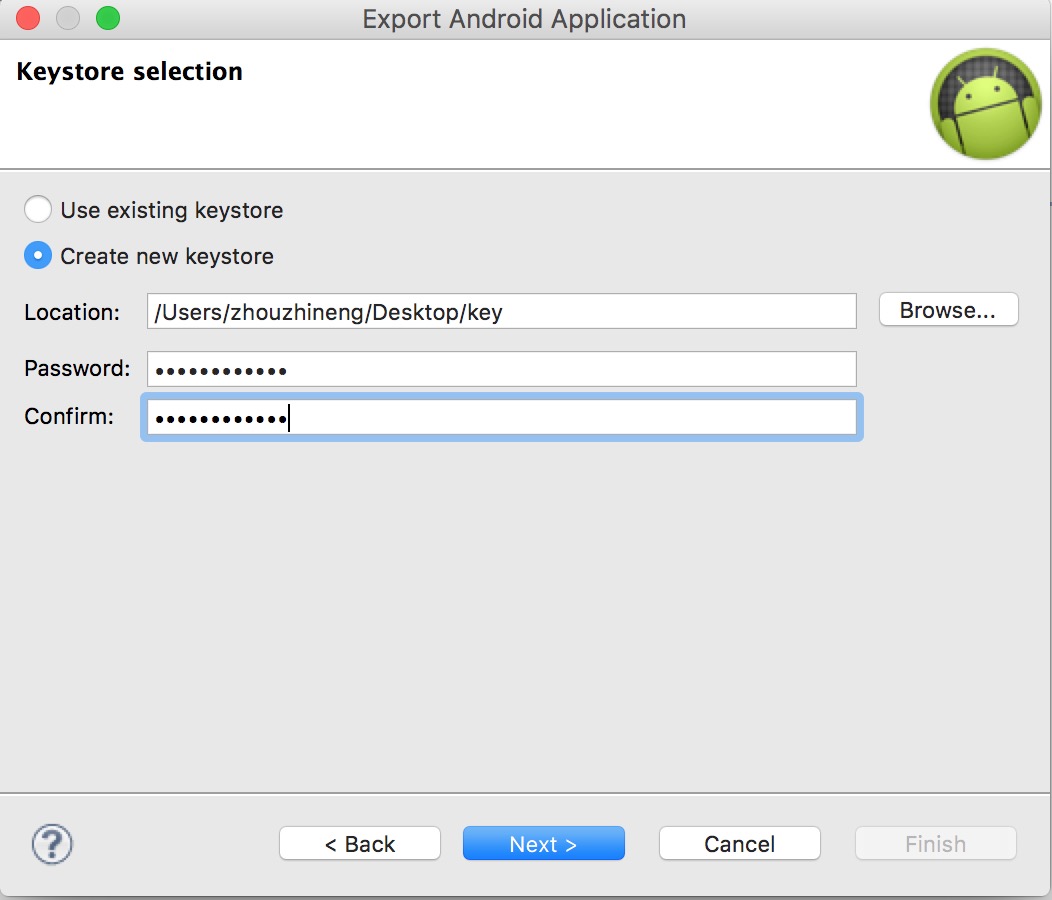 Export Android Application
Keystore selection
Use existing keystore
Create new keystore
Location: /Users/zhouzhineng/Desktop/key Browse...
Password: ••••••••••••
Confirm: ••••••••••••
? < Back Next > Cancel Finish